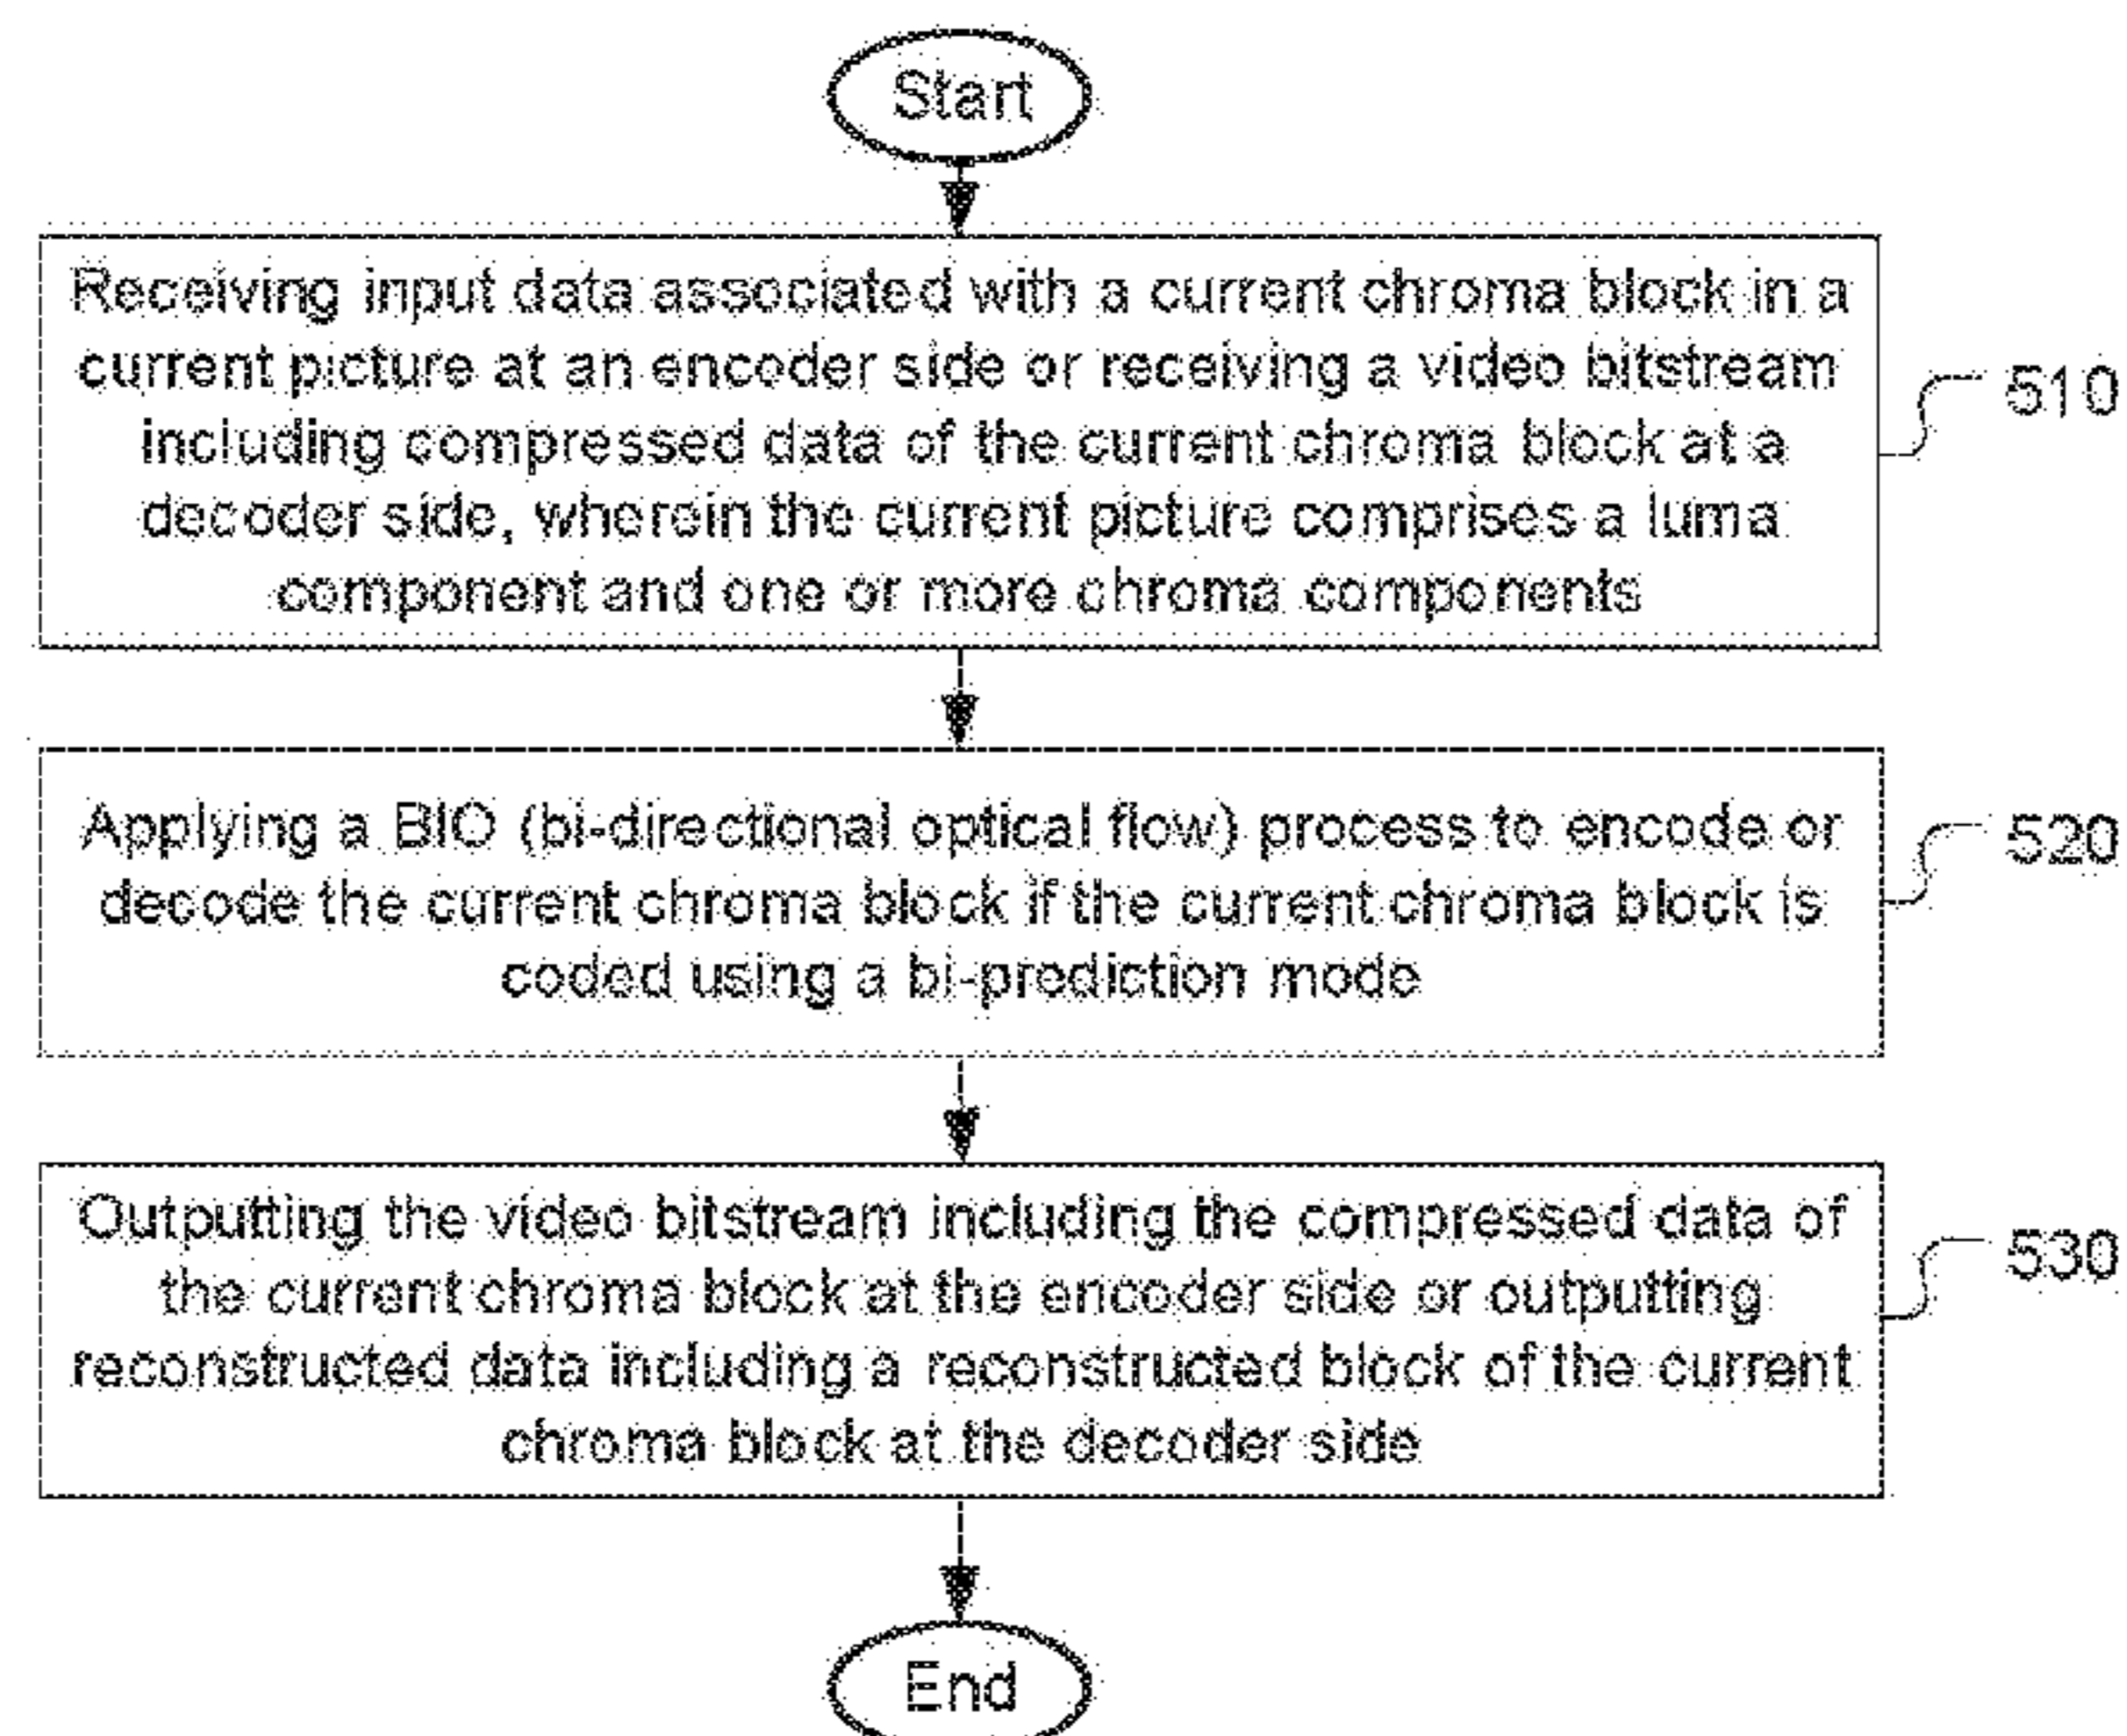 Start
Receiving input data associated with a current chroma block in a
current picture at an encoder side or receiving a video bitstream
including compressed data of the current chroma block at a
decoder side, wherein the current picture comprises a luma
component and one or more chroma components
510
Applying a BIO (bi-directional optical flow) process to encode or
decode the current chroma block if the current chroma block is
coded using a bi-prediction mode
520
Outputting the video bitstream including the compressed data of
the current chroma block at the encoder side or outputting
reconstructed data including a reconstructed block of the current
chroma block at the decoder side
530
End